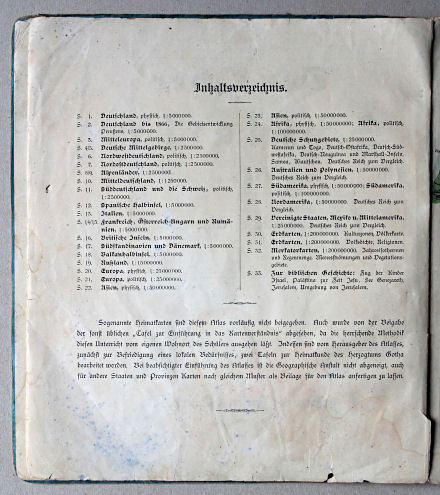 Inhaltsverzeichnis.
S. 1. Deutschland, physisch, 1:5000000.
S. 2. Deutschland bis 1866, Die Gebietsentwicklung
Preußens, 1:5000000.
S. 3. Mitteleuropa, politisch, 1:5000000.
S. 4/5. Deutsche Mittelgebirge, 1:2500000.
S. 6. Nordwestdeutschland, politisch, 1:2500000.
S. 7. Nordostdeutschland, politisch, 1:2500000.
S. 8/9. Alpenländer, 1:2500000.
S. 10. Mitteldeutschland, 1:1250000.
S. 11. Süddeutschland und die Schweiz, politisch,
1:2500000.
S. 12. Spanische Halbinsel, 1:5000000.
S. 13. Italien, 1:5000000.
S. 14/15. Frankreich, Österreich-Ungarn und Rumä-
nien, 1:5000000.
S. 16. Britische Inseln, 1:5000000.
S. 17. Südskandinavien und Dänemark, 1:5000000.
S. 18. Balkanhalbinsel, 1:5000000.
S. 19. Rußland, 1:15000000.
S. 20. Europa, physisch, 1:25000000.
S. 21. Europa, politisch, 1:25000000.
S. 22. Asien, physisch, 1:50000000.
S. 23. Asien, politisch, 1:50000000.
S. 24. Afrika, physisch, 1:50000000; Afrika, politisch,
1:100000000.
S. 25. Deutsche Schutzgebiete, 1:25000000.
Kamerun und Togo, Deutsch-Ostafrika, Deutsch-Süd-
westafrika, Deutsch-Neuguinea und Marshall-Inseln,
Samoa, Kiautschou. Deutsches Reich zum Vergleich.
S. 26. Australien und Polynesien, 1:50000000.
Deutsches Reich zum Vergleich.
S. 27. Südamerika, physisch, 1:50000000; Südamerika,
politisch, 1:100000000.
S. 28. Nordamerika, 1:50000000. Deutsches Reich zum
Vergleich.
S. 29. Vereinigte Staaten, Mexiko u. Mittelamerika,
1:25000000. Deutsches Reich zum Vergleich.
S. 30. Erdkarten, 1:200000000. Kulturzonen, Völkerkarte.
S. 31. Erdkarten, 1:200000000. Volksdichte, Religionen.
S. 32. Merkatorkarten, 1:200000000. Jahresisothermen
und Regenmenge. Meeresströmungen und Vegetations-
gebiete.
S. 33. Zur biblischen Geschichte: Zug der Kinder
Israel, Palästina zur Zeit Jesu, See Genezareth,
Jerusalem, Umgebung von Jerusalem.
Sogenannte Heimatkarten sind diesem Atlas vorläufig nicht beigegeben. Auch wurde von der Beigabe
der sonst üblichen „Tafel zur Einführung in das Kartenverständnis“ abgesehen, da die herrschende Methodik
diesen Unterricht vom eigenen Wohnort des Schülers ausgehen läßt. Indessen sind vom Herausgeber des Atlasses,
zunächst zur Befriedigung eines lokalen Bedürfnisses, zwei Tafeln zur Heimatkunde des Herzogtums Gotha
bearbeitet worden. Bei beabsichtigter Einführung des Atlasses ist die Geographische Anstalt nicht abgeneigt, auch
für andere Staaten und Provinzen Karten nach gleichem Muster als Beilage für den Atlas anfertigen zu lassen.